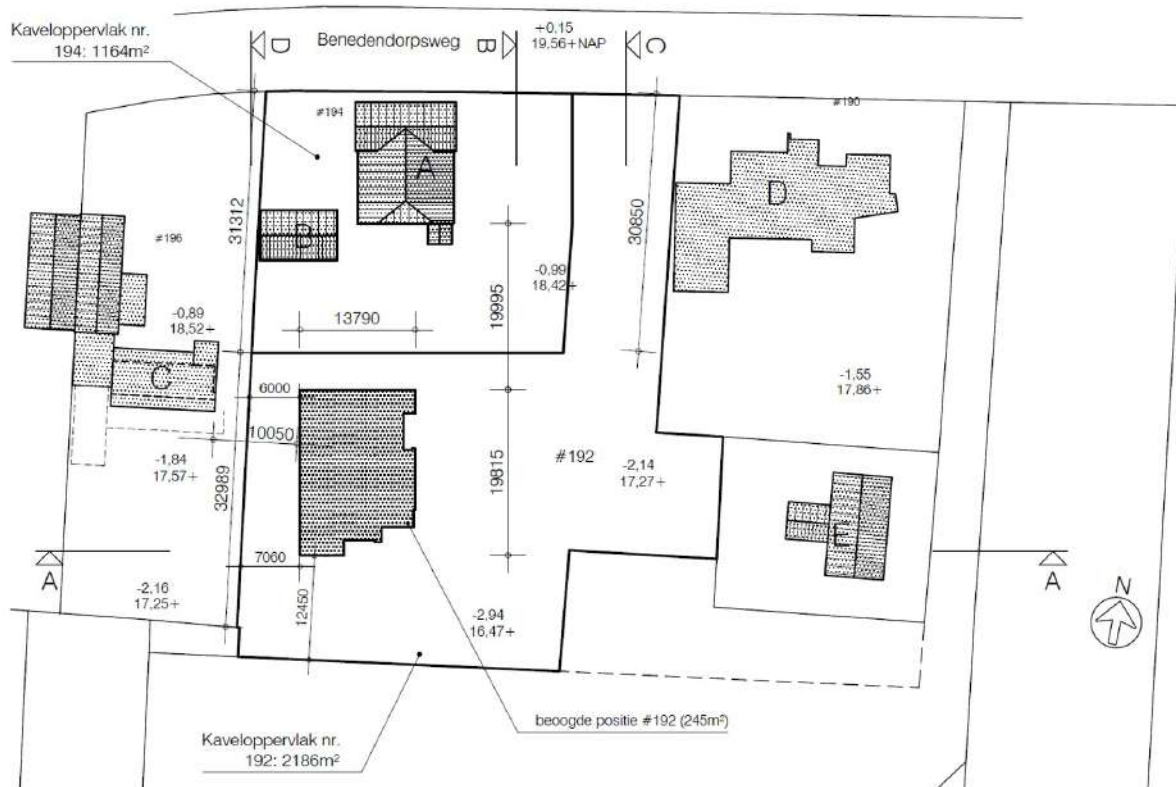 Kaveloppervlak nr.
194: 1164m²
D
Benedendorpsweg
B
+0.15
19,56+NAP
C
#194
#190
A
D
B
31312
30850
#196
-0,99
18,42+
19995
13790
-0,89
18,52+
C
-1,55
17,86+
6000
10050
#192
-1,84
17,57+
32989
19815
-2,14
17,27+
E
7060
A
A
N
-2,16
17,25+
12450
-2,94
16,47+
beoogde positie #192 (245m²)
Kaveloppervlak nr.
192: 2186m²